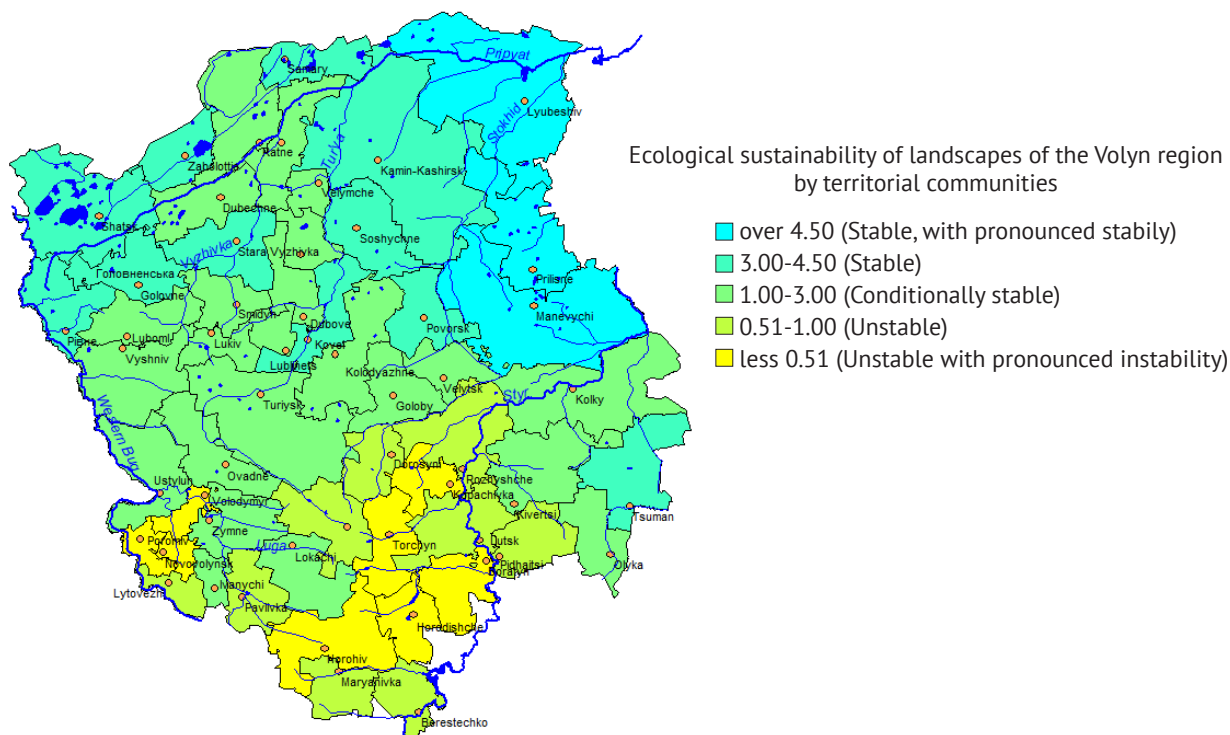 Pripyat
Samary
Lyubeshiv
Stokhid
Ratne
Turiya
Zabolottia
Kamin-Kashirsk
Velymche
Dubechne
Shatsk
Soshychne
Vyzhivka
Stara Vyzhivka
Головненська
Golovne
Prilisne
Manevychi
Smidyn
Dubove
Povorsk
Luboml
Lukiv
Kovel
Vyshniv
Lublinets
Kolodyazhne
Velytsk
Turiysk
Goloby
Styr
Kolky
Western Bug
Dorosyni
Ovadne
Rozhyshche
Ustyluh
Kopachivka
Volodymyr
Kivertsi
Tsuman
Zymne
Poromiv
Luga
Torchyn
Lutsk
Lokachi
Novovolynsk
Pidhaitsi
Boratyn
Olyka
Lytovezh
Pavlivka
Horodishche
Horohiv
Maryanivka
Berestechko
Ecological sustainability of landscapes of the Volyn region
by territorial communities
over 4.50 (Stable, with pronounced stabily)
3.00-4.50 (Stable)
1.00-3.00 (Conditionally stable)
0.51-1.00 (Unstable)
less 0.51 (Unstable with pronounced instability)